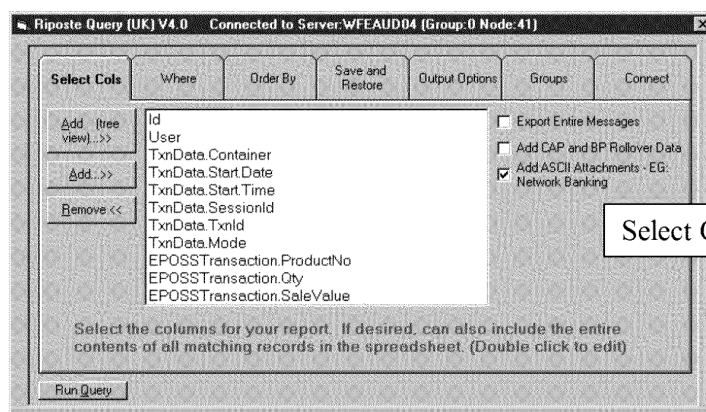 Riposte Query (UK) V4.0 Connected to Server:WFEAUD04 (Group:0 Node:41)
Select Cols Where Order By Save and Restore Output Options Groups Connect
Add (tree view)...>>
Add...>>
Remove <<
Id
User
TxnData.Container
TxnData.Start.Date
TxnData.Start.Time
TxnData.SessionId
TxnData.TxnId
TxnData.Mode
EPOSSTransaction.ProductNo
EPOSSTransaction.Qty
EPOSSTransaction.SaleValue
Export Entire Messages
Add CAP and BP Rollover Data
Add ASCII Attachments - EG:
Network Banking
Select
Select the columns for your report. If desired, can also include the entire
contents of all matching records in the spreadsheet. (Double click to edit)
Run Query